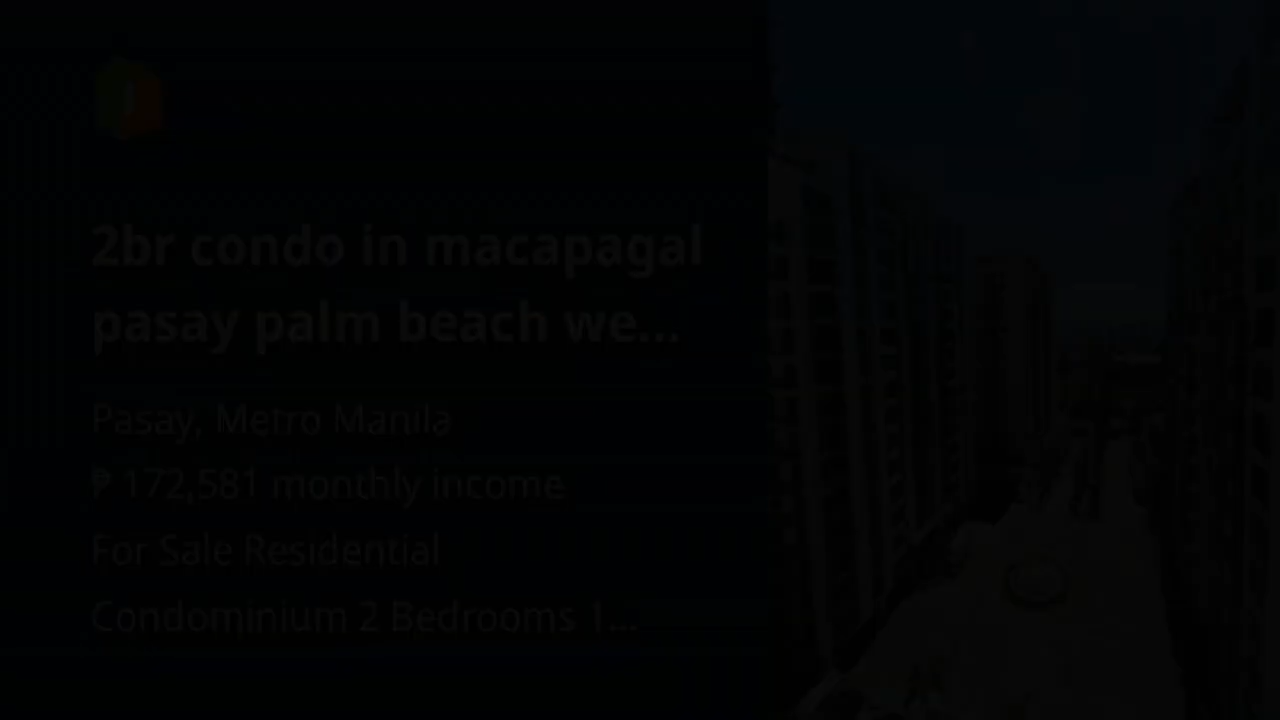 2br condo in macapagal
pasay palm beach we...
Pasay, Metro Manila
₱ 172,581 monthly income
For Sale Residential
Condominium 2 Bedrooms 1...